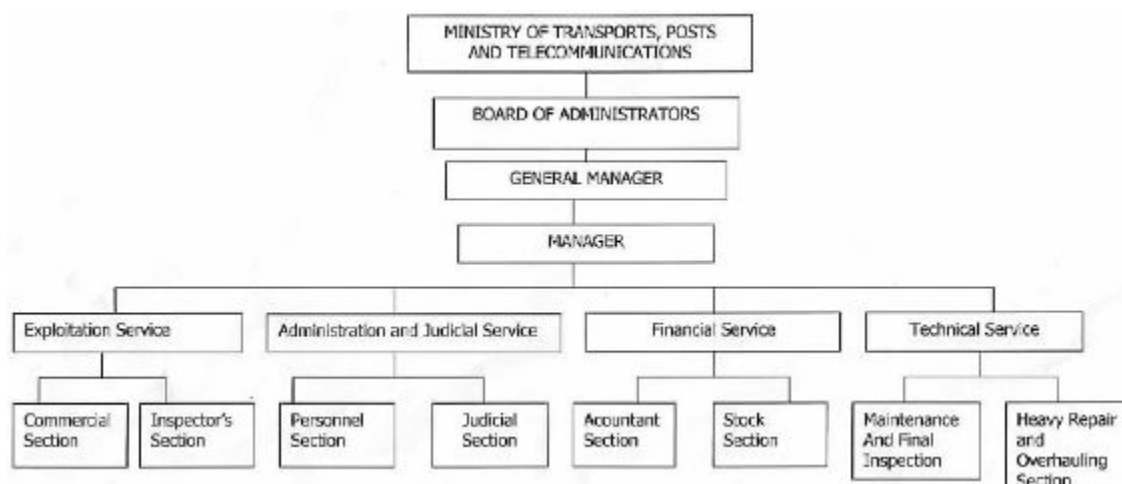 MINISTRY OF TRANSPORTS, POSTS
AND TELECOMMUNICATIONS
BOARD OF ADMINISTRATORS
GENERAL MANAGER
MANAGER
Exploitation Service
Administration and Judicial Service
Financial Service
Technical Service
Commercial
Section
Inspector's
Section
Personnel
Section
Judicial
Section
Acountant
Section
Stock
Section
Maintenance
And Final
Inspection
Heavy Repair
and
Overhauling
Section